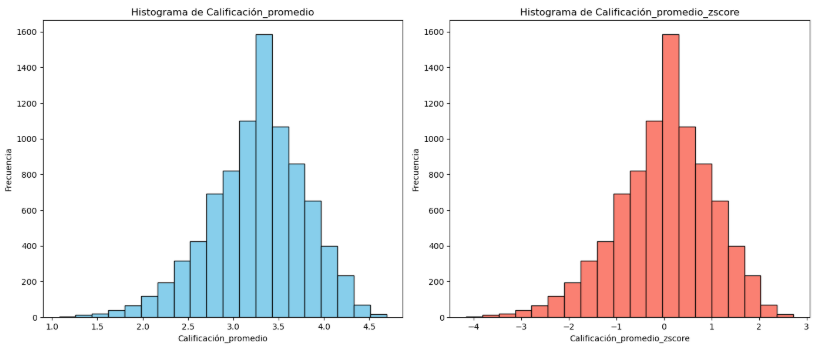 Histograma de Calificación_promedio
1600
1400
1200
1000
800
600
400
200
0
Frecuencia
1.0 1.5 2.0 2.5 3.0 3.5 4.0 4.5
Calificación_promedio
Histograma de Calificación_promedio_zscore
1600
1400
1200
1000
800
600
400
200
0
Frecuencia
−4 −3 −2 −1 0 1 2 3
Calificación_promedio_zscore